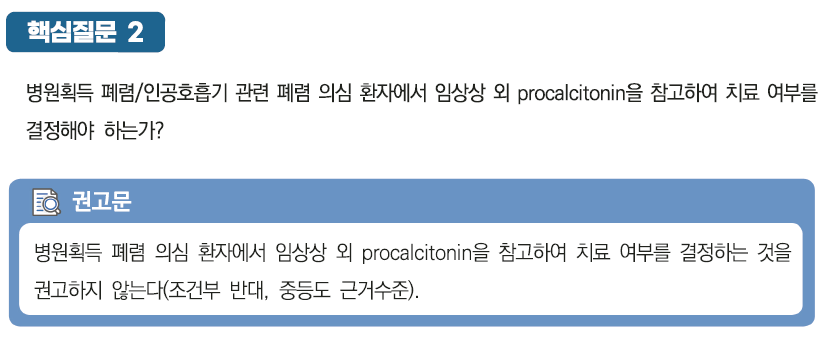 핵심질문 2
병원획득 폐렴/인공호흡기 관련 폐렴 의심 환자에서 임상상 외 procalcitonin을 참고하여 치료 여부를
결정해야 하는가?
권고문
병원획득 폐렴 의심 환자에서 임상상 외 procalcitonin을 참고하여 치료 여부를 결정하는 것을
권고하지 않는다(조건부 반대, 중등도 근거수준).